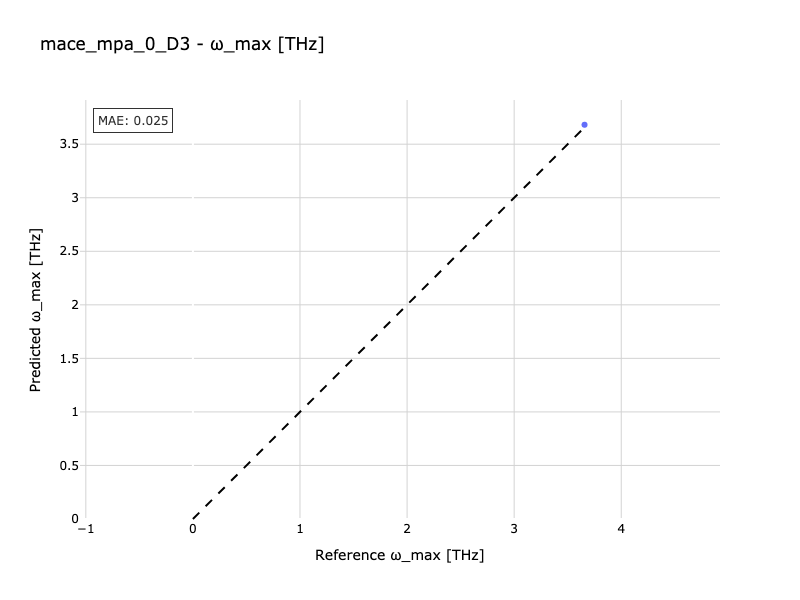 mace_mpa_0_D3 - ω_max [THz]
MAE: 0.025
3.5
3
2.5
2
1.5
1
0.5
0
Predicted ω_max [THz]
−1 0 1 2 3 4
Reference ω_max [THz]